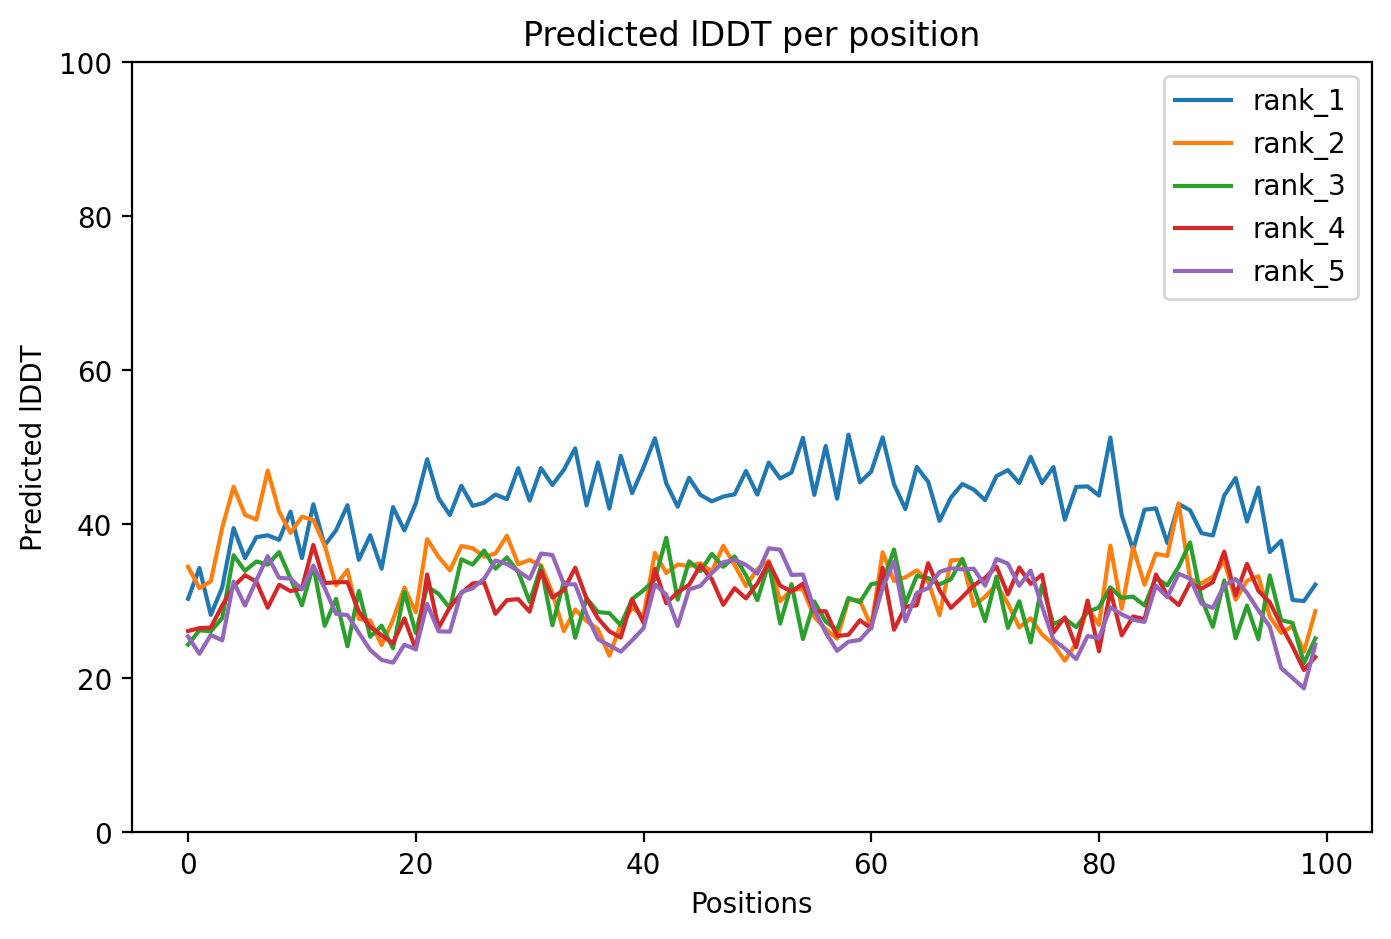 Predicted lDDT per position
100
80
60
40
20
0
Predicted lDDT
rank_1
rank_2
rank_3
rank_4
rank_5
0 20 40 60 80 100
Positions